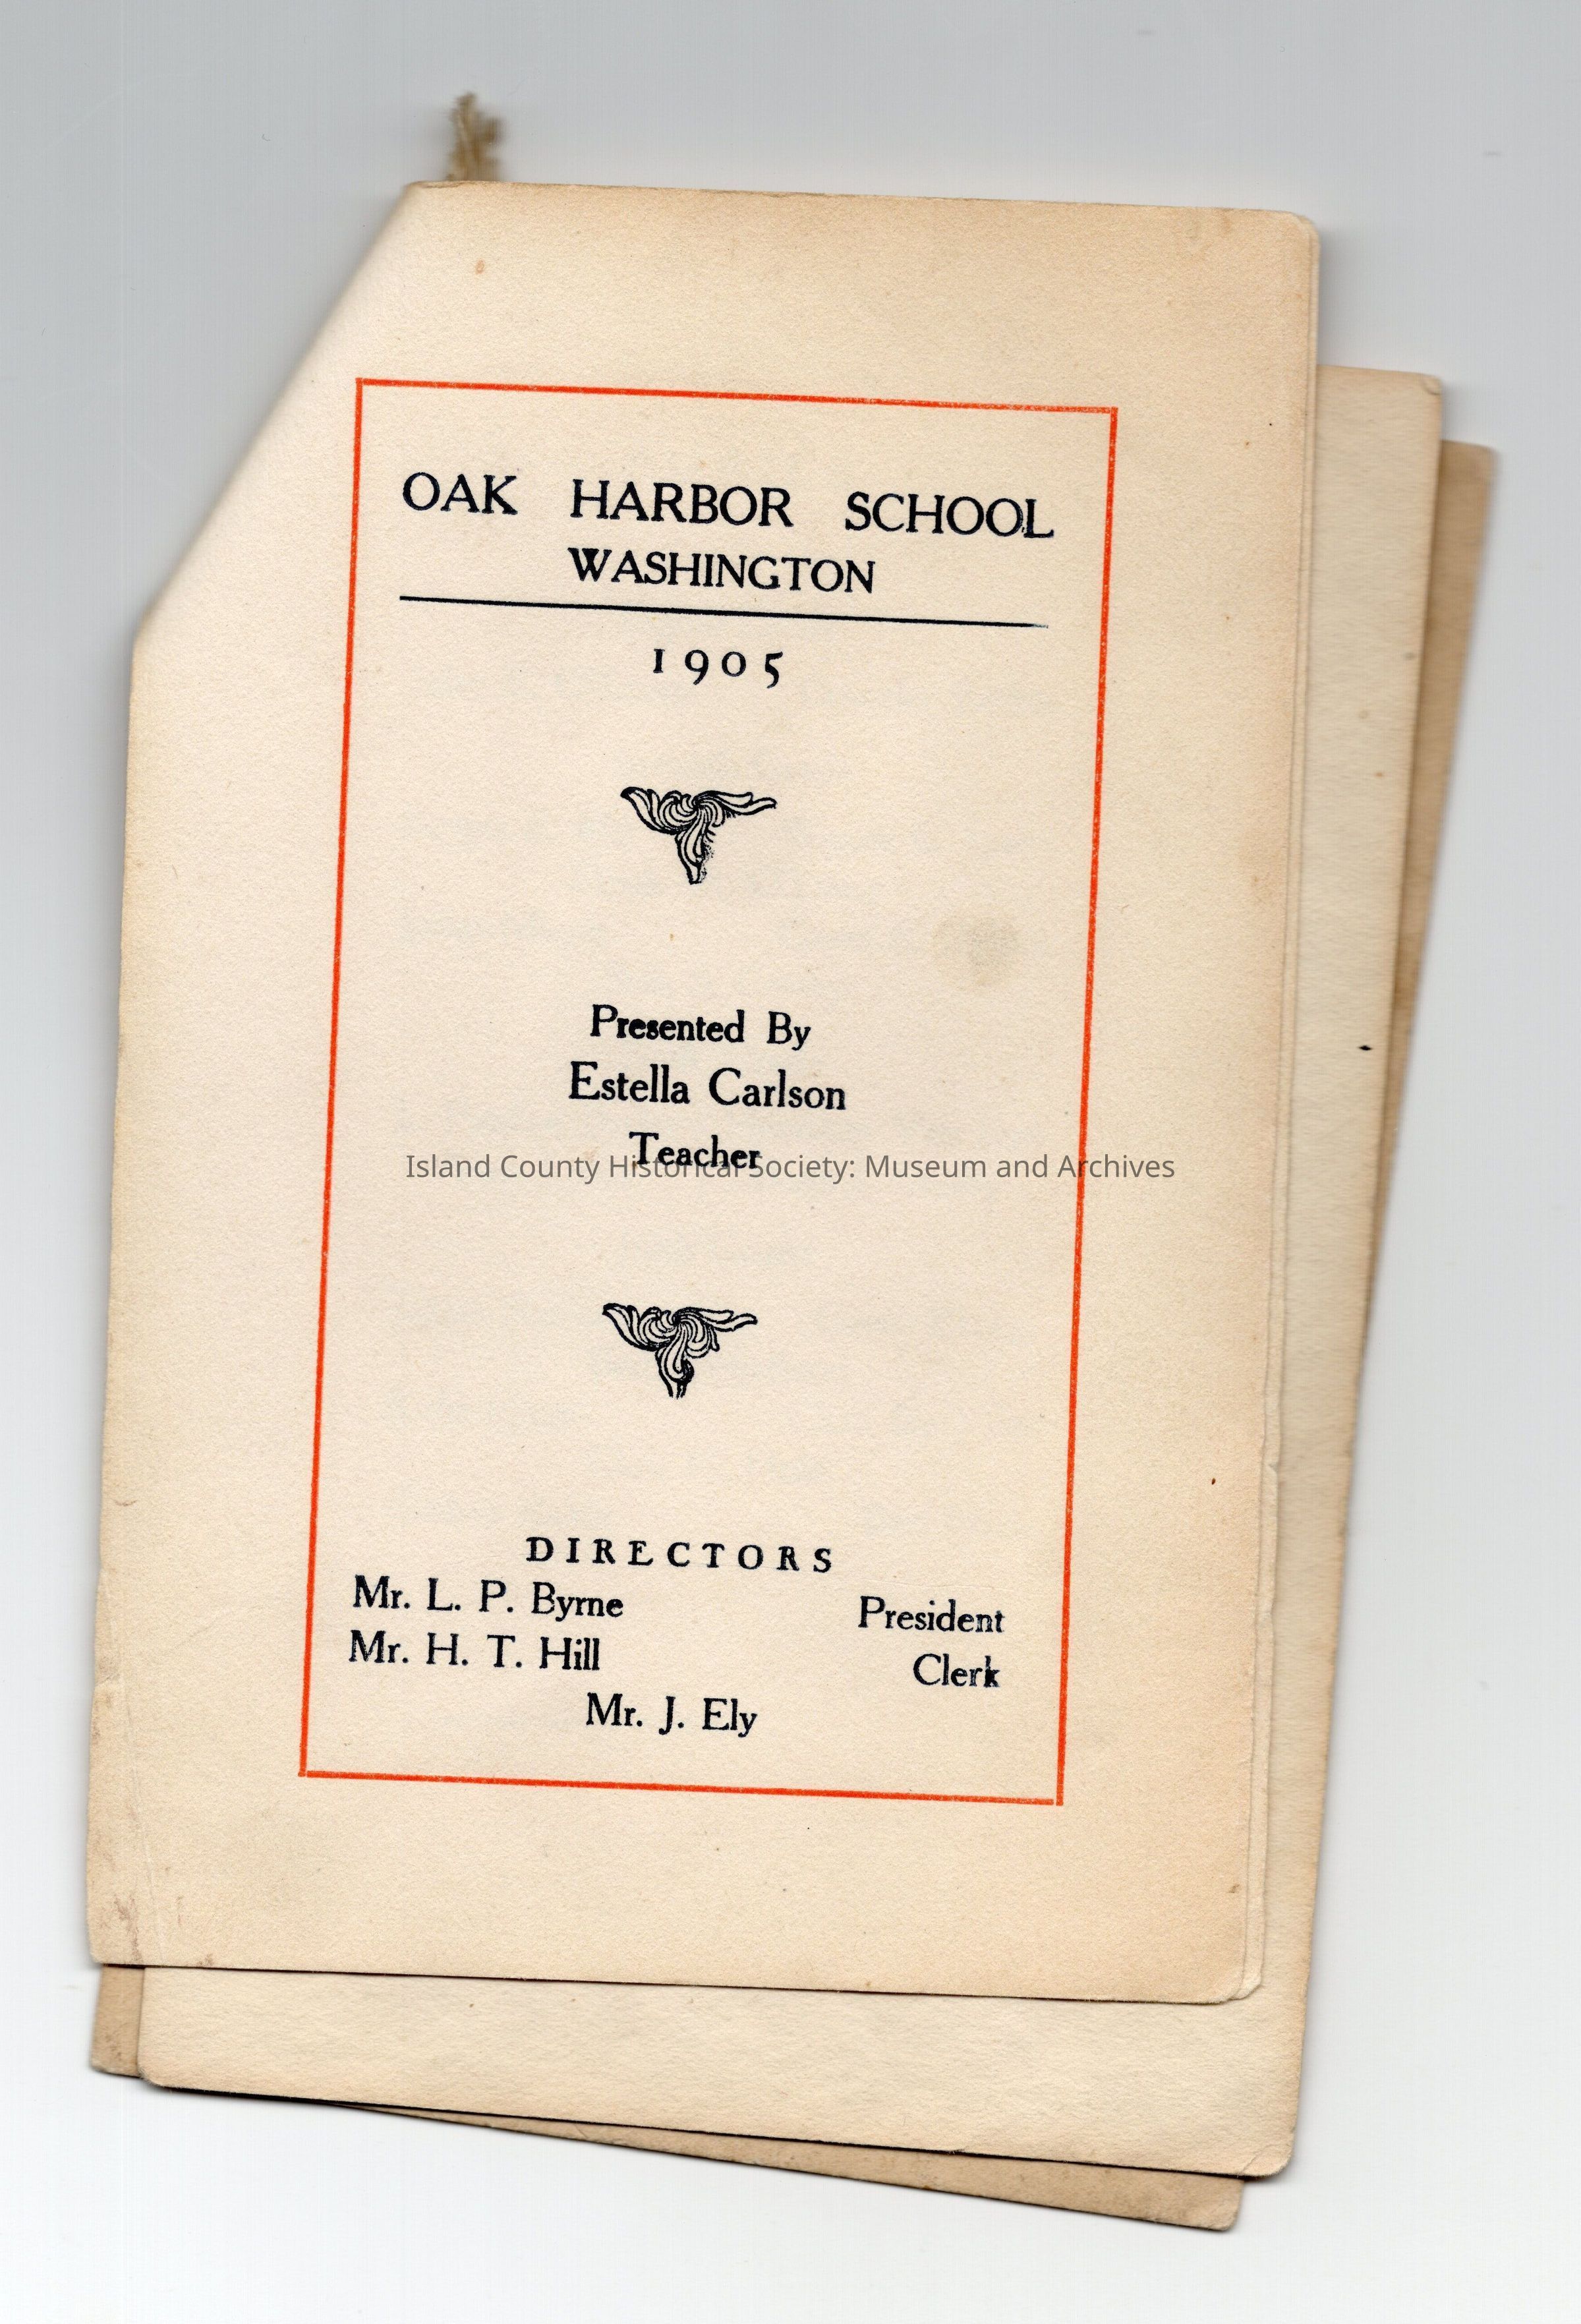 OAK HARBOR SCHOOL
WASHINGTON
1905
Presented By
Estella Carlson
Teacher
Island County Historical Society: Museum and Archives
DIRECTORS
Mr. L. P. Byrne President
Mr. H. T. Hill Clerk
Mr. J. Ely